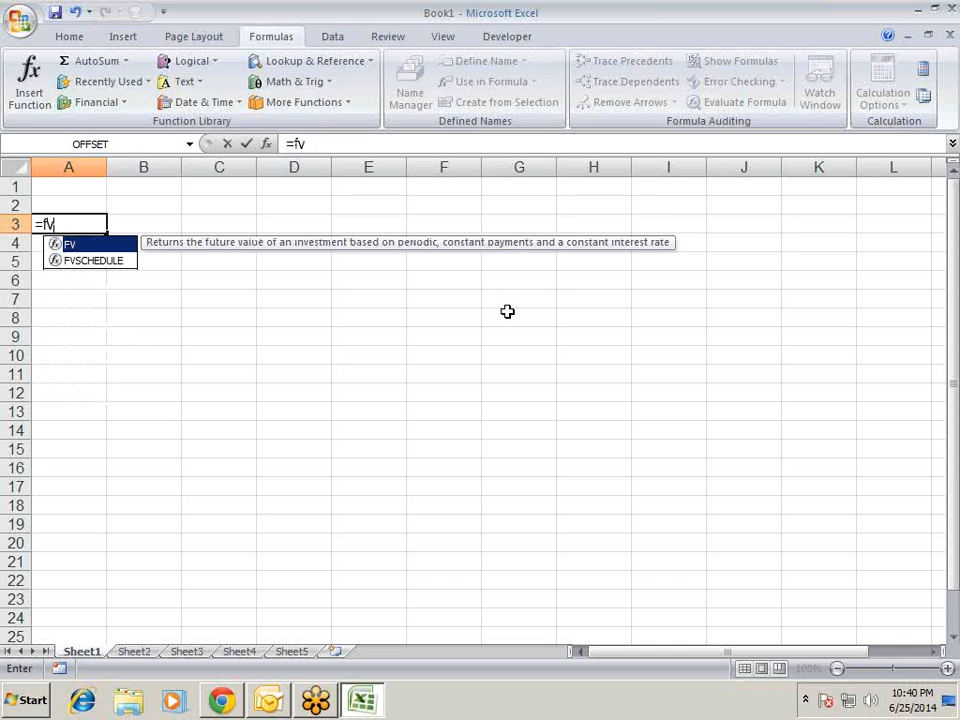 Book1 - Microsoft Excel
Home Insert Page Layout Formulas Data Review View Developer
fx Insert Function
Σ AutoSum
Recently Used
Financial
Logical
Text
Date & Time
Lookup & Reference
Math & Trig
More Functions
Function Library
Name Manager
Define Name
Use in Formula
Create from Selection
Defined Names
Trace Precedents
Trace Dependents
Remove Arrows
Show Formulas
Error Checking
Evaluate Formula
Formula Auditing
Watch Window
Calculation Options
Calculation
OFFSET fx =fv
A B C D E F G H I J K L
1
2
3 =fv
4 FV Returns the future value of an investment based on periodic, constant payments and a constant interest rate
5 FVSCHEDULE
6
7
8
9
10
11
12
13
14
15
16
17
18
19
20
21
22
23
24
25
Sheet1 Sheet2 Sheet3 Sheet4 Sheet5
Enter 100%
Start 10:40 PM
6/25/2014